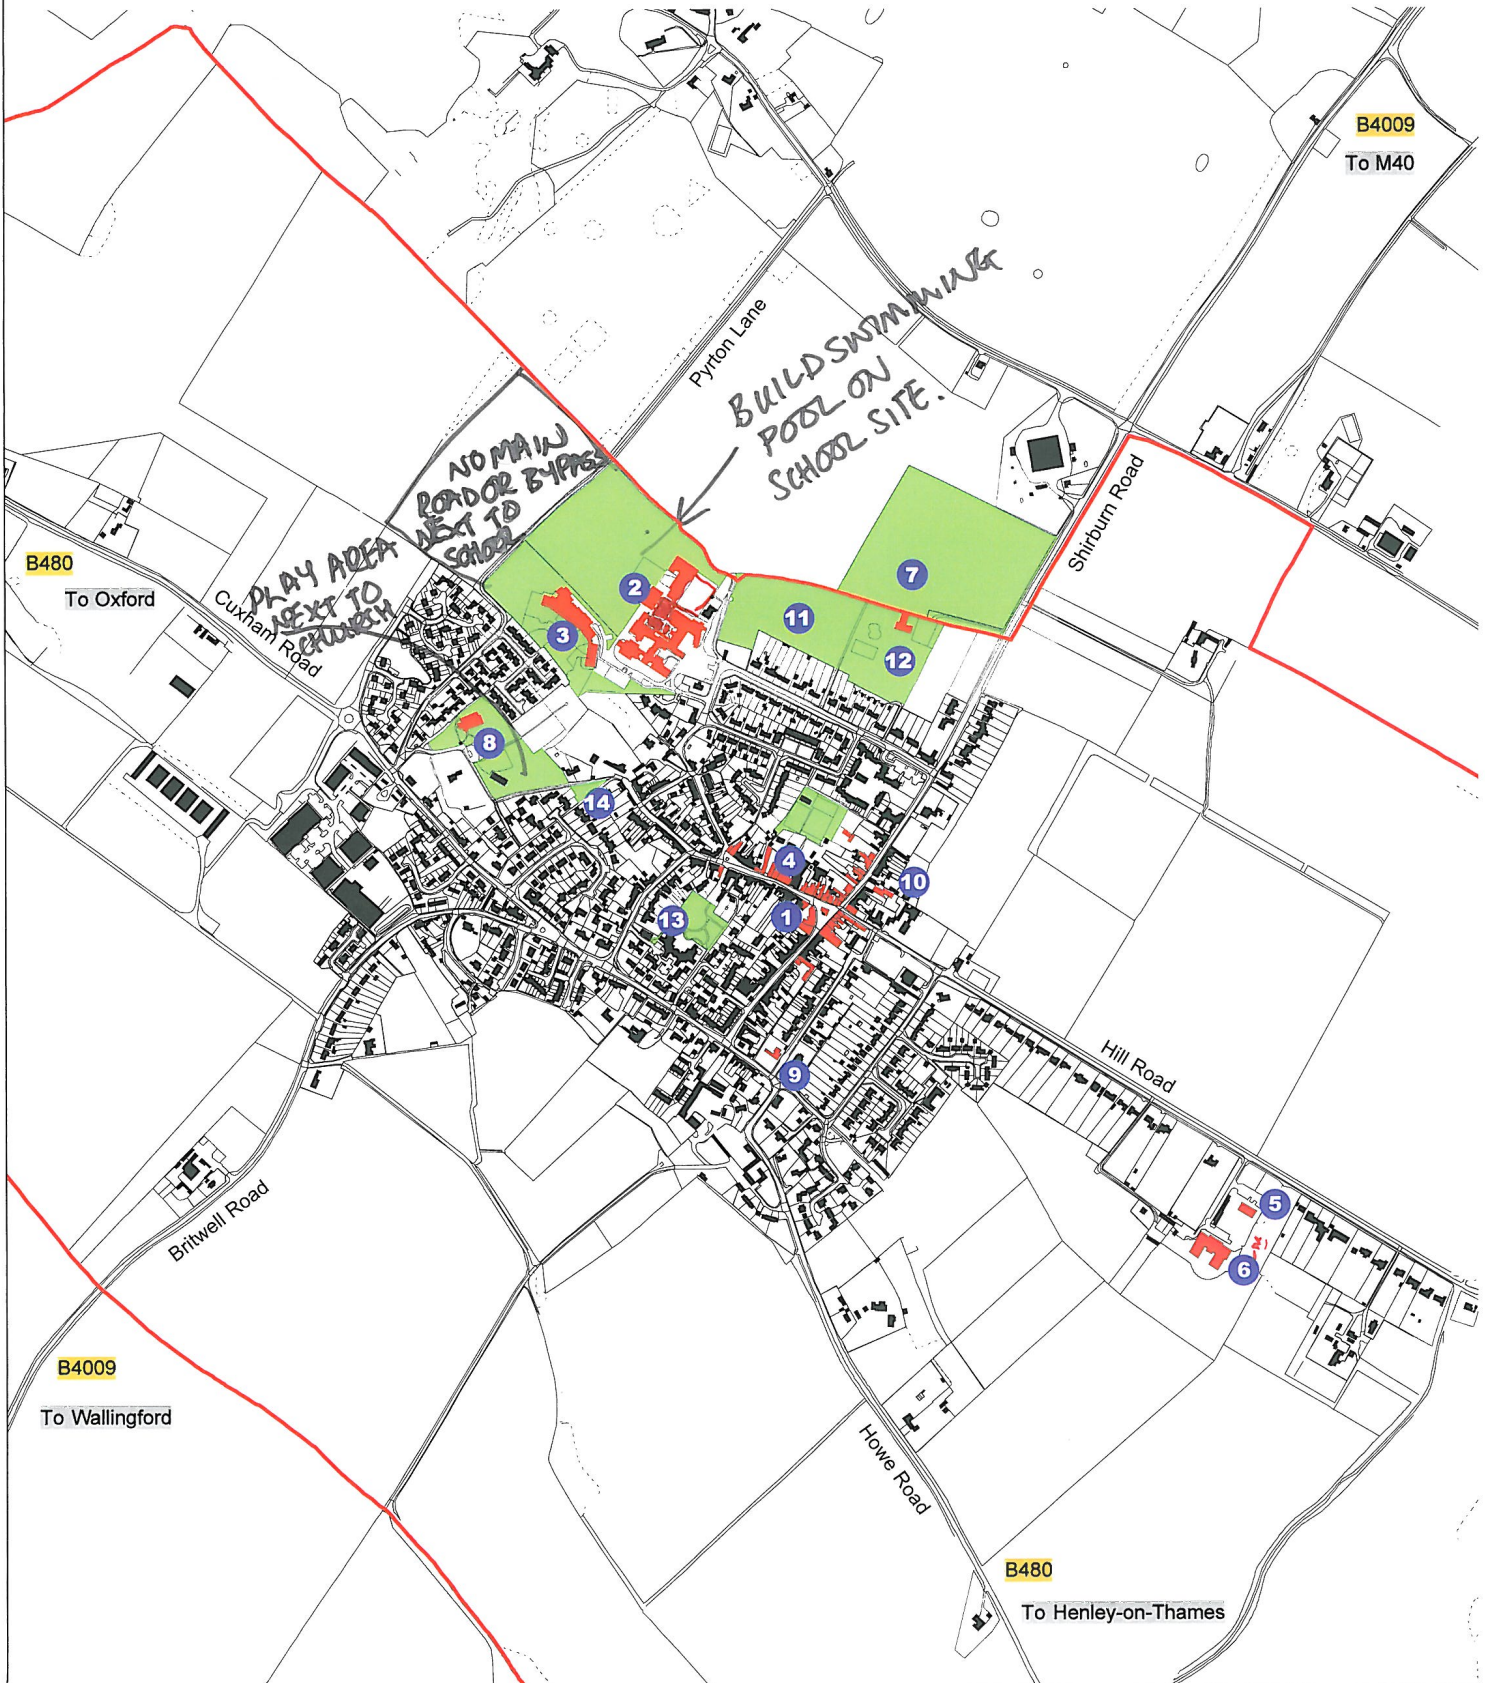 B4009
To M40
Pyrton Lane
BUILD SWIMMING
POOL ON
SCHOOL SITE.
NO MAIN
ROAD OR BYPASS
NEXT TO
SCHOOL
PLAY AREA
NEXT TO
CHURCH
B480
To Oxford
Cuxham Road
Shirburn Road
7
2
11
3
12
8
14
4
10
13
1
Hill Road
9
5
6
Britwell Road
B4009
To Wallingford
Howe Road
B480
To Henley-on-Thames